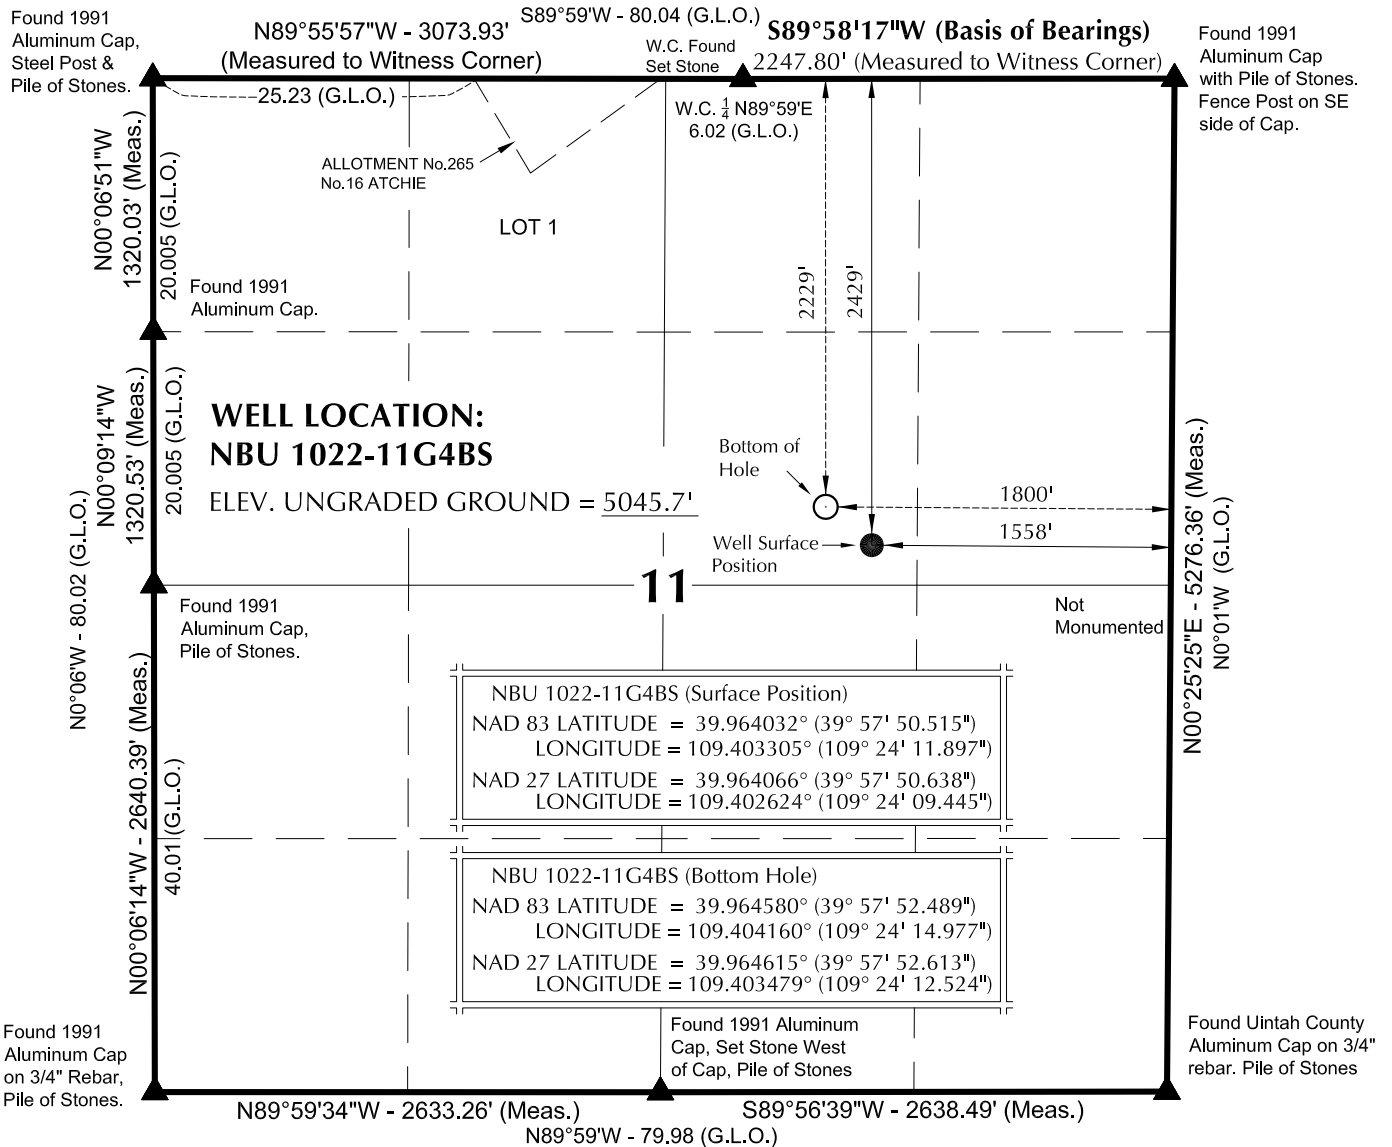 Found 1991
Aluminum Cap,
Steel Post &
Pile of Stones.
N89°55'57"W - 3073.93'
(Measured to Witness Corner)
S89°59'W - 80.04 (G.L.O.)
W.C. Found
Set Stone
S89°58'17"W (Basis of Bearings)
2247.80' (Measured to Witness Corner)
Found 1991
Aluminum Cap
with Pile of Stones.
Fence Post on SE
side of Cap.
25.23 (G.L.O.)
W.C. 1/4 N89°59'E
6.02 (G.L.O.)
ALLOTMENT No.265
No.16 ATCHIE
LOT 1
N00°06'51"W
1320.03' (Meas.)
20.005 (G.L.O.)
2229'
2429'
Found 1991
Aluminum Cap.
N00°09'14"W
1320.53' (Meas.)
20.005 (G.L.O.)
WELL LOCATION:
NBU 1022-11G4BS
ELEV. UNGRADED GROUND = 5045.7'
Bottom of
Hole
1800'
Well Surface
Position
1558'
N0°06'W - 80.02 (G.L.O.)
11
Found 1991
Aluminum Cap,
Pile of Stones.
Not
Monumented
N00°25'25"E - 5276.36' (Meas.)
N0°01'W (G.L.O.)
N00°06'14"W - 2640.39' (Meas.)
40.01 (G.L.O.)
NBU 1022-11G4BS (Surface Position)
NAD 83 LATITUDE = 39.964032° (39° 57' 50.515")
LONGITUDE = 109.403305° (109° 24' 11.897")
NAD 27 LATITUDE = 39.964066° (39° 57' 50.638")
LONGITUDE = 109.402624° (109° 24' 09.445")
NBU 1022-11G4BS (Bottom Hole)
NAD 83 LATITUDE = 39.964580° (39° 57' 52.489")
LONGITUDE = 109.404160° (109° 24' 14.977")
NAD 27 LATITUDE = 39.964615° (39° 57' 52.613")
LONGITUDE = 109.403479° (109° 24' 12.524")
Found 1991
Aluminum Cap
on 3/4" Rebar,
Pile of Stones.
Found 1991 Aluminum
Cap, Set Stone West
of Cap, Pile of Stones
Found Uintah County
Aluminum Cap on 3/4"
rebar. Pile of Stones
N89°59'34"W - 2633.26' (Meas.)
S89°56'39"W - 2638.49' (Meas.)
N89°59'W - 79.98 (G.L.O.)